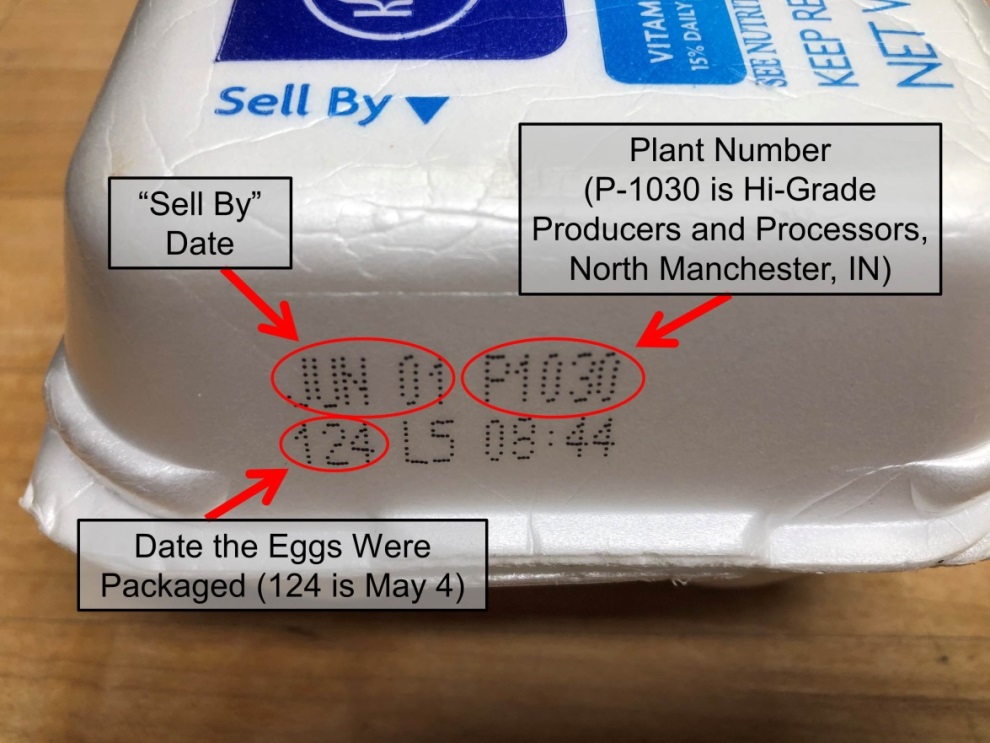 VITAM
15% DAILY
SEE NUTRIT
KEEP RE
NET
Sell By
Plant Number
(P-1030 is Hi-Grade
Producers and Processors,
North Manchester, IN)
“Sell By”
Date
JUN 01 P1030
124 LS 08:44
Date the Eggs Were
Packaged (124 is May 4)